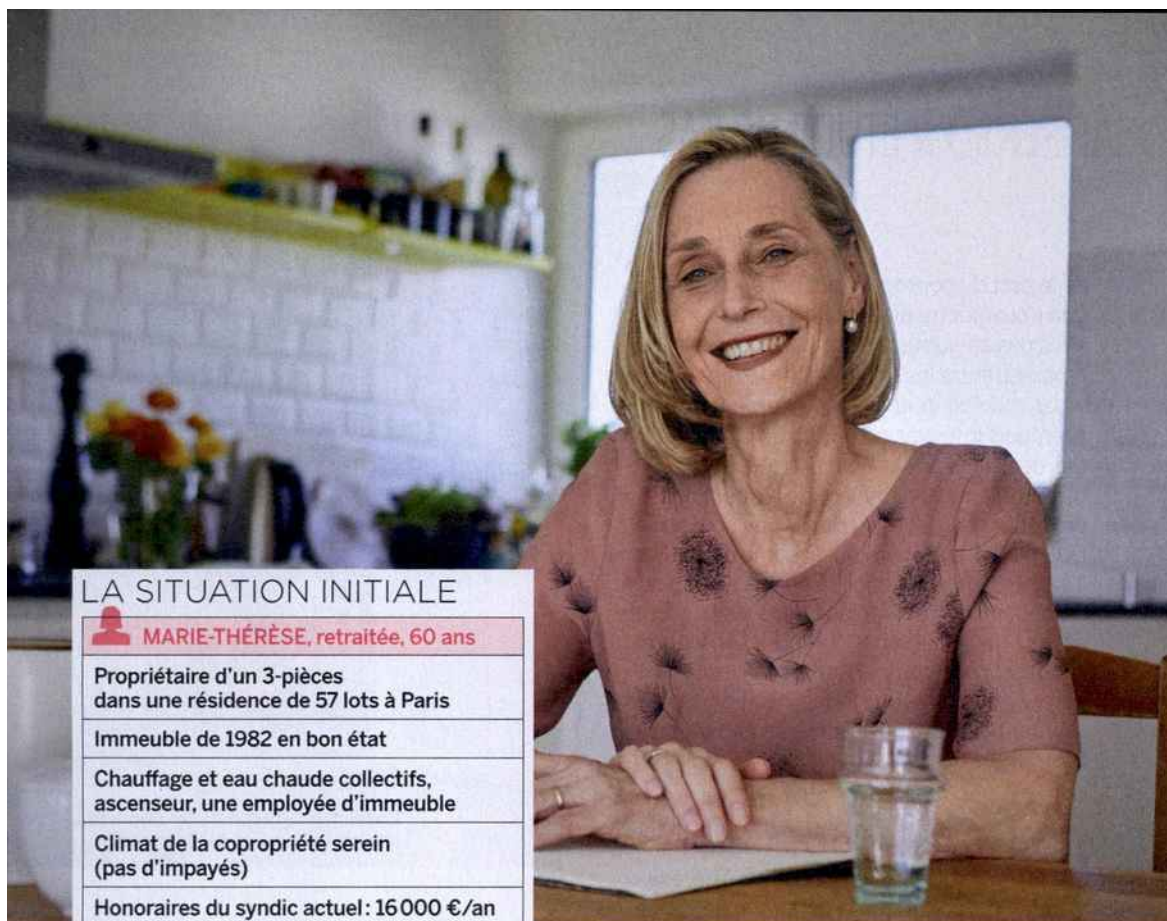 LA SITUATION INITIALE
MARIE-THÉRÈSE, retraitée, 60 ans
Propriétaire d'un 3-pièces
dans une résidence de 57 lots à Paris
Immeuble de 1982 en bon état
Chauffage et eau chaude collectifs,
ascenseur, une employée d'immeuble
Climat de la copropriété serein
(pas d'impayés)
Honoraires du syndic actuel : 16 000 €/an